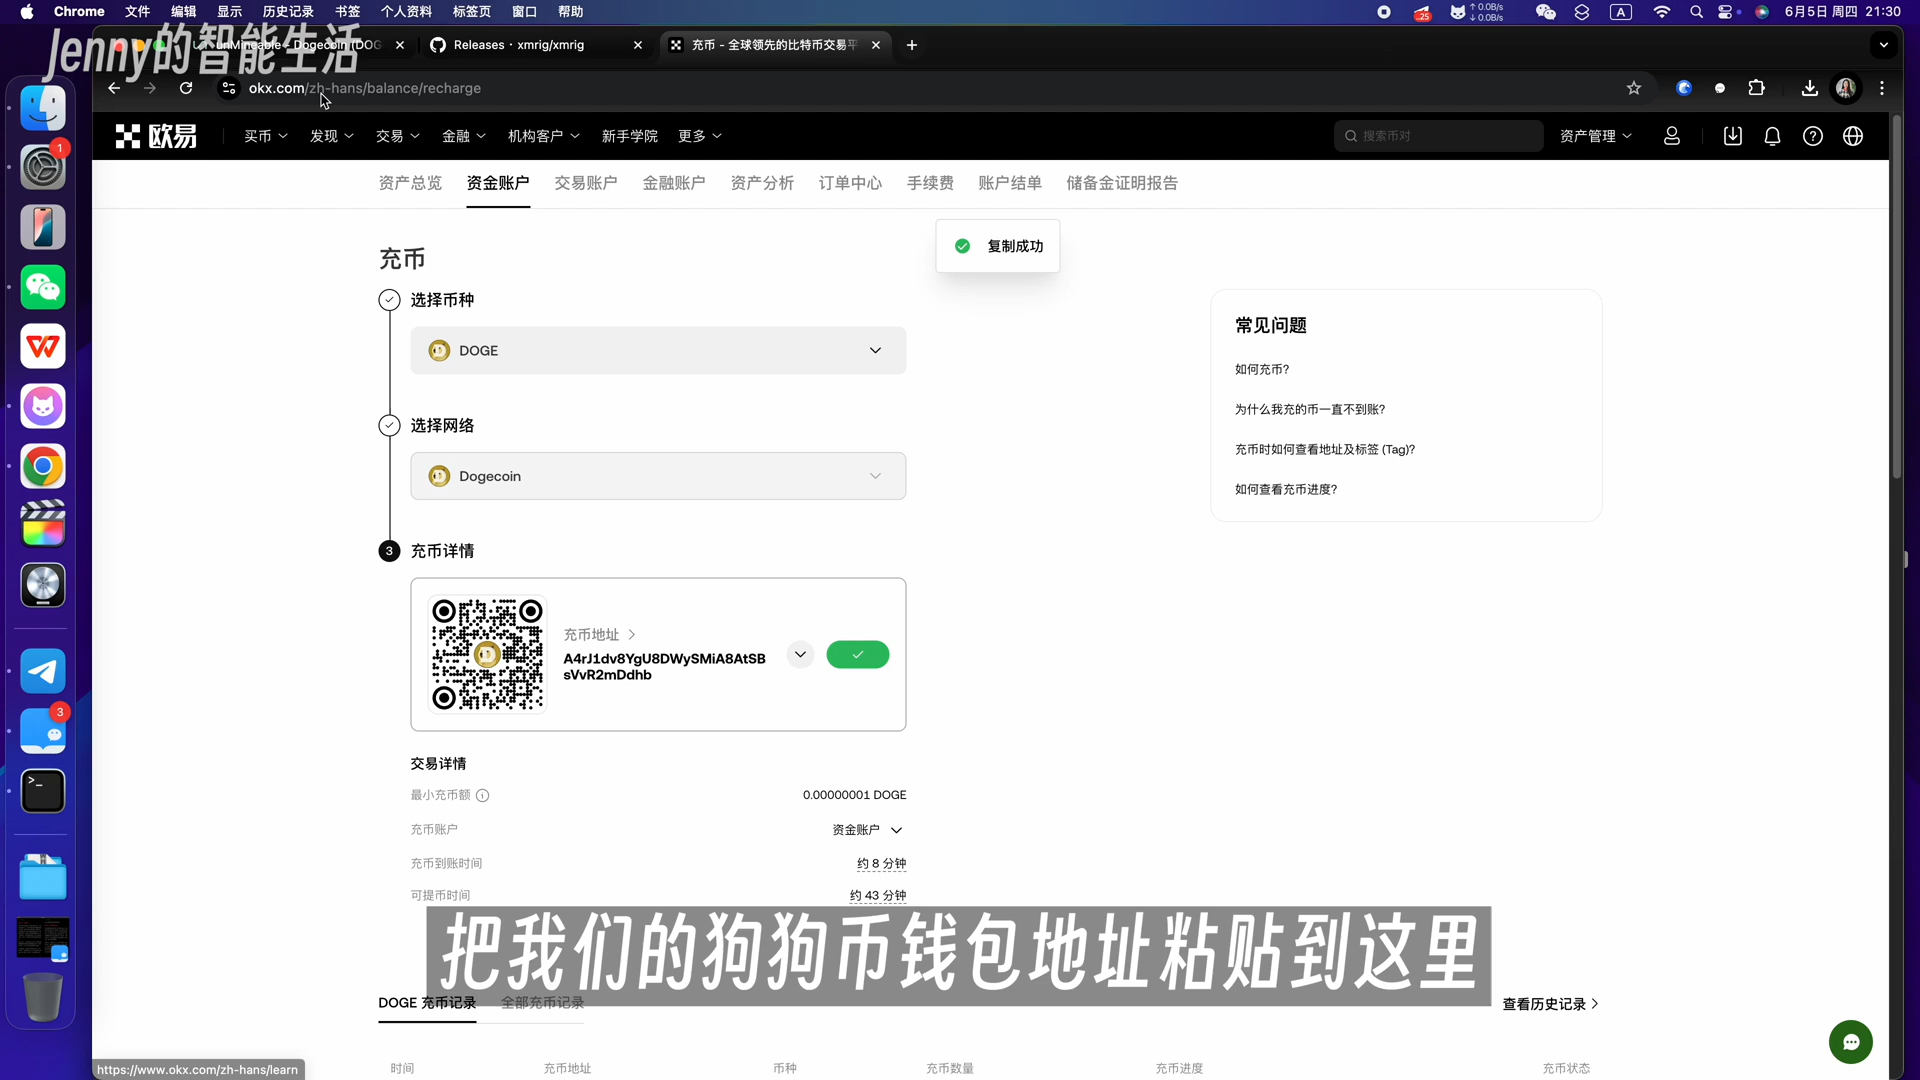 Chrome 文件 编辑 显示 历史记录 书签 个人资料 标签页 窗口 帮助
25 ↑ 0.0B/s ↓ 0.0B/s A 6月5日 周四 21:30
Jenny的智能生活
unMineable - Dogecoin (DOG
Releases · xmrig/xmrig
充币 - 全球领先的比特币交易平
okx.com/zh-hans/balance/recharge
欧易 买币 发现 交易 金融 机构客户 新手学院 更多
搜索币对
资产管理
资产总览 资金账户 交易账户 金融账户 资产分析 订单中心 手续费 账户结单 储备金证明报告
复制成功
充币
选择币种
DOGE
选择网络
Dogecoin
3 充币详情
充币地址
A4rJ1dv8YgU8DWySMiA8AtSB
sVvR2mDdhb
常见问题
如何充币?
为什么我充的币一直不到账?
充币时如何查看地址及标签 (Tag)?
如何查看充币进度?
交易详情
最小充币额 0.00000001 DOGE
充币账户 资金账户
充币到账时间 约 8 分钟
可提币时间 约 43 分钟
把我们的狗狗币钱包地址粘贴到这里
DOGE 充币记录 全部充币记录
查看历史记录
时间 充币地址 币种 充币数量 充币进度 充币状态
https://www.okx.com/zh-hans/learn
1
3